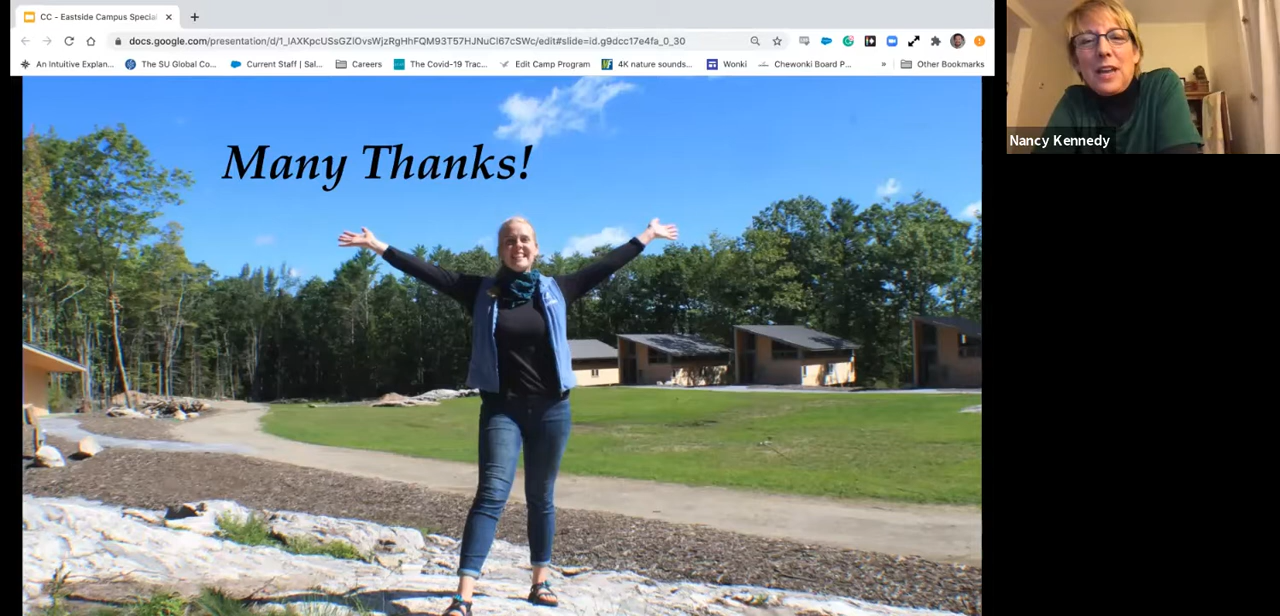 CC - Eastside Campus Special
docs.google.com/presentation/d/1_IAXKpcUSsGZlOvsWjzRgHhFQM93T57HJNuCl67cSWc/edit#slide=id.g9dcc17e4fa_0_30
An Intuitive Explan...
The SU Global Co...
Current Staff | Sal...
Careers
The Covid-19 Trac...
Edit Camp Program
4K nature sounds...
Wonki
Chewonki Board P...
»
Other Bookmarks
Many Thanks!
Nancy Kennedy